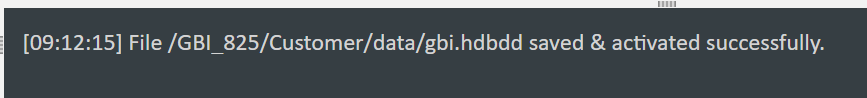 [09:12:15] File /GBI_825/Customer/data/gbi.hdbdd saved & activated successfully.